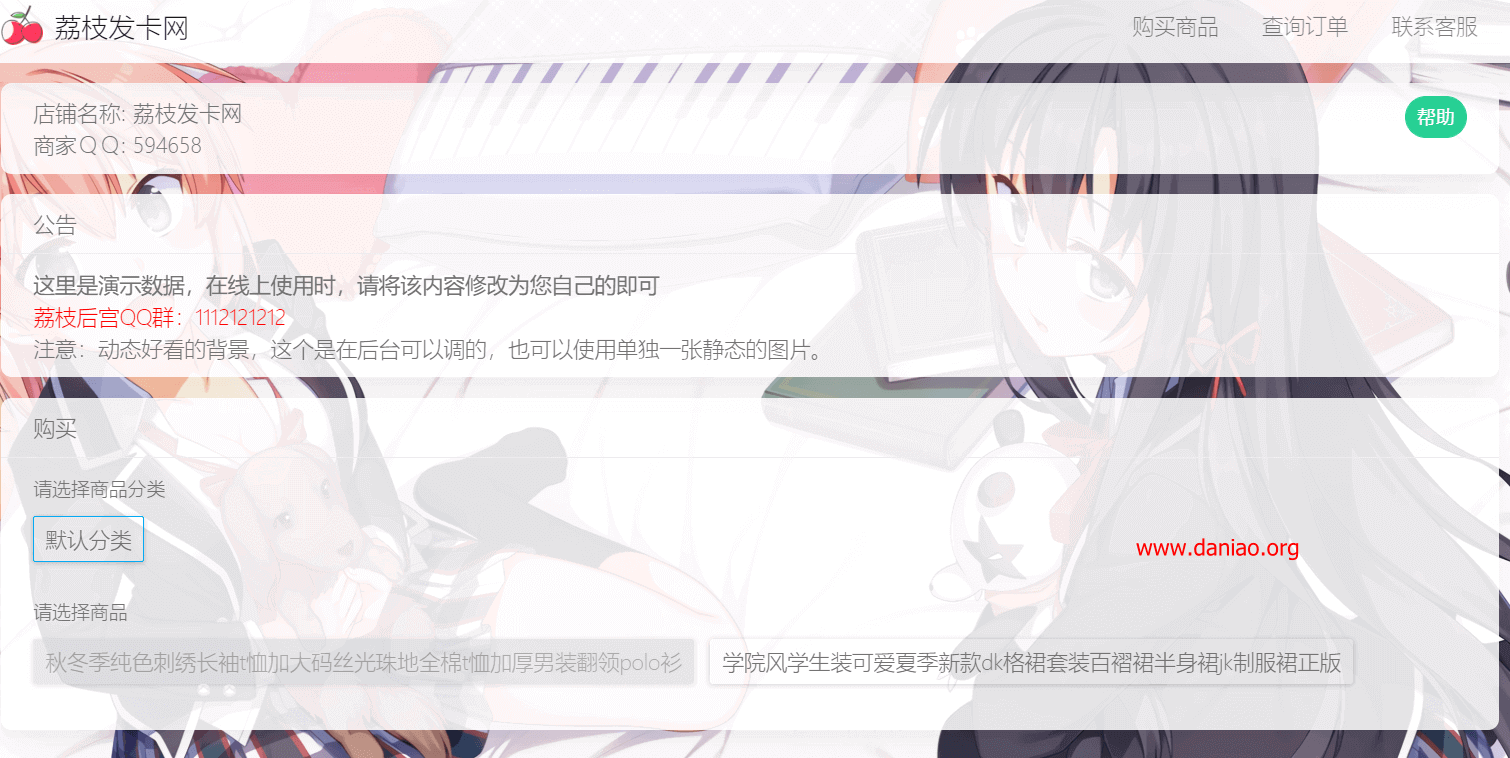 荔枝发卡网
购买商品 查询订单 联系客服
店铺名称: 荔枝发卡网
商家ＱＱ: 594658
帮助
公告
这里是演示数据，在线上使用时，请将该内容修改为您自己的即可
荔枝后宫QQ群：1112121212
注意：动态好看的背景，这个是在后台可以调的，也可以使用单独一张静态的图片。
购买
请选择商品分类
默认分类
www.daniao.org
请选择商品
秋冬季纯色刺绣长袖t恤加大码丝光珠地全棉t恤加厚男装翻领polo衫
学院风学生装可爱夏季新款dk格裙套装百褶裙半身裙jk制服裙正版